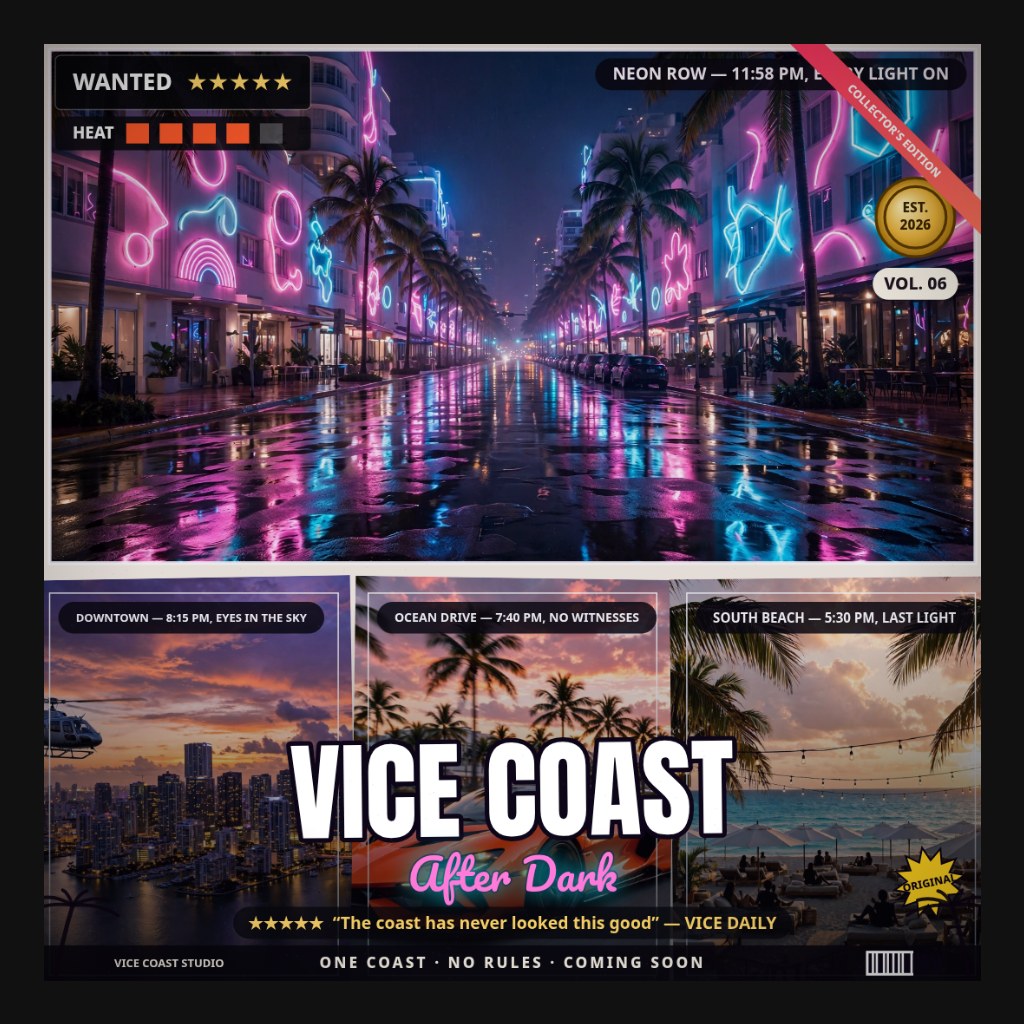 WANTED ★★★★★
HEAT
NEON ROW — 11:58 PM, E RY LIGHT ON
COLLECTOR'S EDITION
EST.
2026
VOL. 06
DOWNTOWN — 8:15 PM, EYES IN THE SKY
OCEAN DRIVE — 7:40 PM, NO WITNESSES
SOUTH BEACH — 5:30 PM, LAST LIGHT
VICE COAST
After Dark
ORIGINAL
★★★★★ “The coast has never looked this good” — VICE DAILY
VICE COAST STUDIO
ONE COAST · NO RULES · COMING SOON